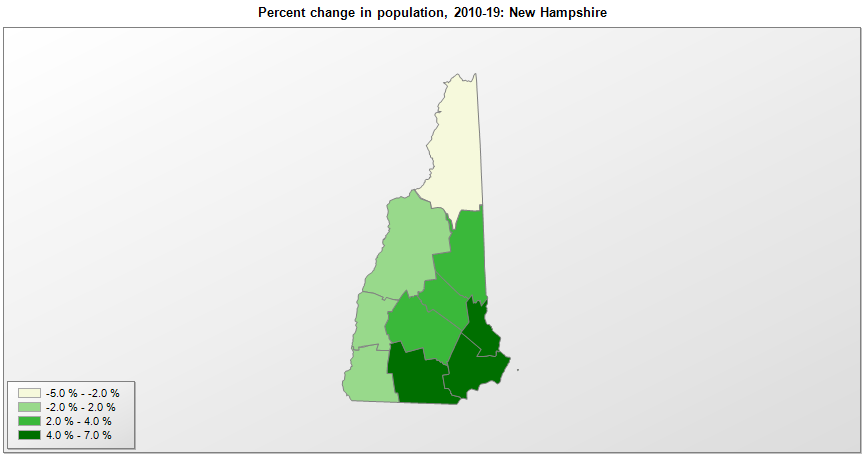 Percent change in population, 2010-19: New Hampshire
-5.0 % - -2.0 %
-2.0 % - 2.0 %
2.0 % - 4.0 %
4.0 % - 7.0 %